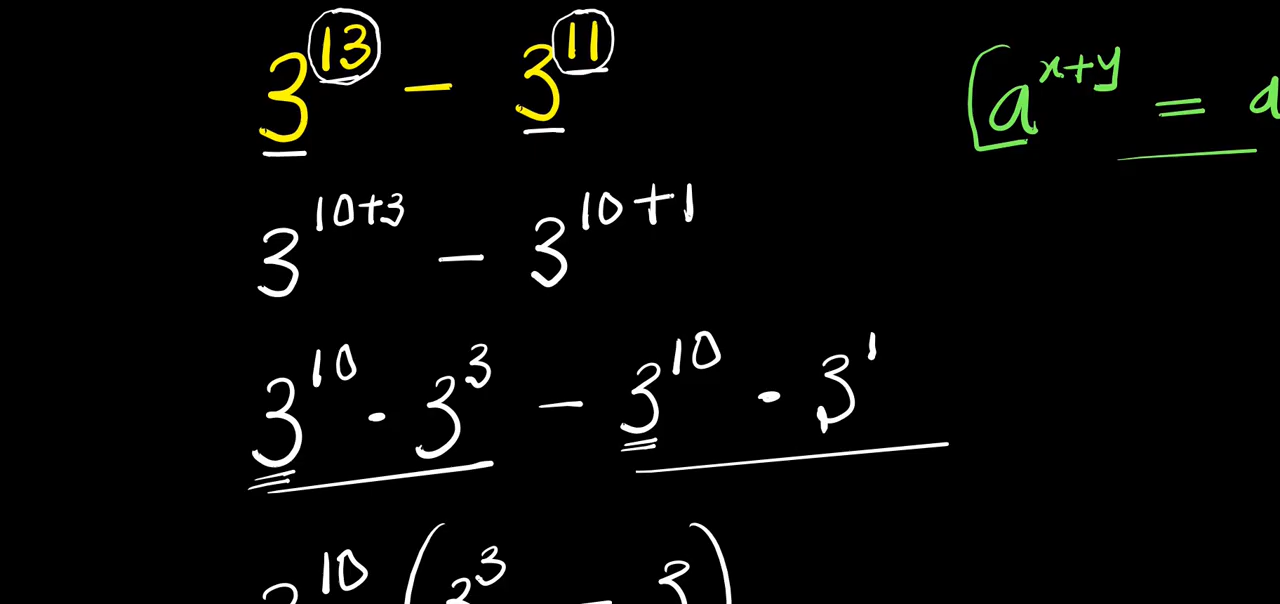 3^13 − 3^11
[a^x+y = a
3^10+3 − 3^10+1
3^10 · 3^3 − 3^10 · 3^1
3^10 (3^3 − 3)